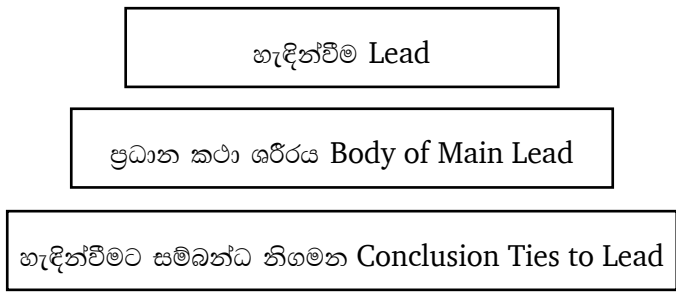 හැඳින්වීම Lead
ප්‍රධාන කථා ශරීරය Body of Main Lead
හැඳින්වීමට සම්බන්ධ නිගමන Conclusion Ties to Lead